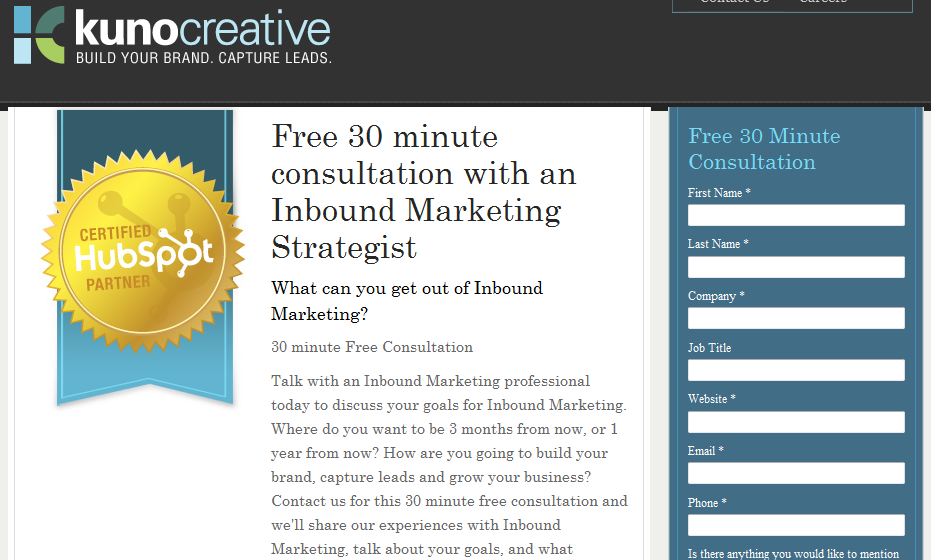 Contact Us Careers
kunocreative
BUILD YOUR BRAND. CAPTURE LEADS.
CERTIFIED
HubSpot
PARTNER
Free 30 minute
consultation with an
Inbound Marketing
Strategist
What can you get out of Inbound
Marketing?
30 minute Free Consultation
Talk with an Inbound Marketing professional
today to discuss your goals for Inbound Marketing.
Where do you want to be 3 months from now, or 1
year from now? How are you going to build your
brand, capture leads and grow your business?
Contact us for this 30 minute free consultation and
we'll share our experiences with Inbound
Marketing, talk about your goals, and what
Free 30 Minute
Consultation
First Name *
Last Name *
Company *
Job Title
Website *
Email *
Phone *
Is there anything you would like to mention